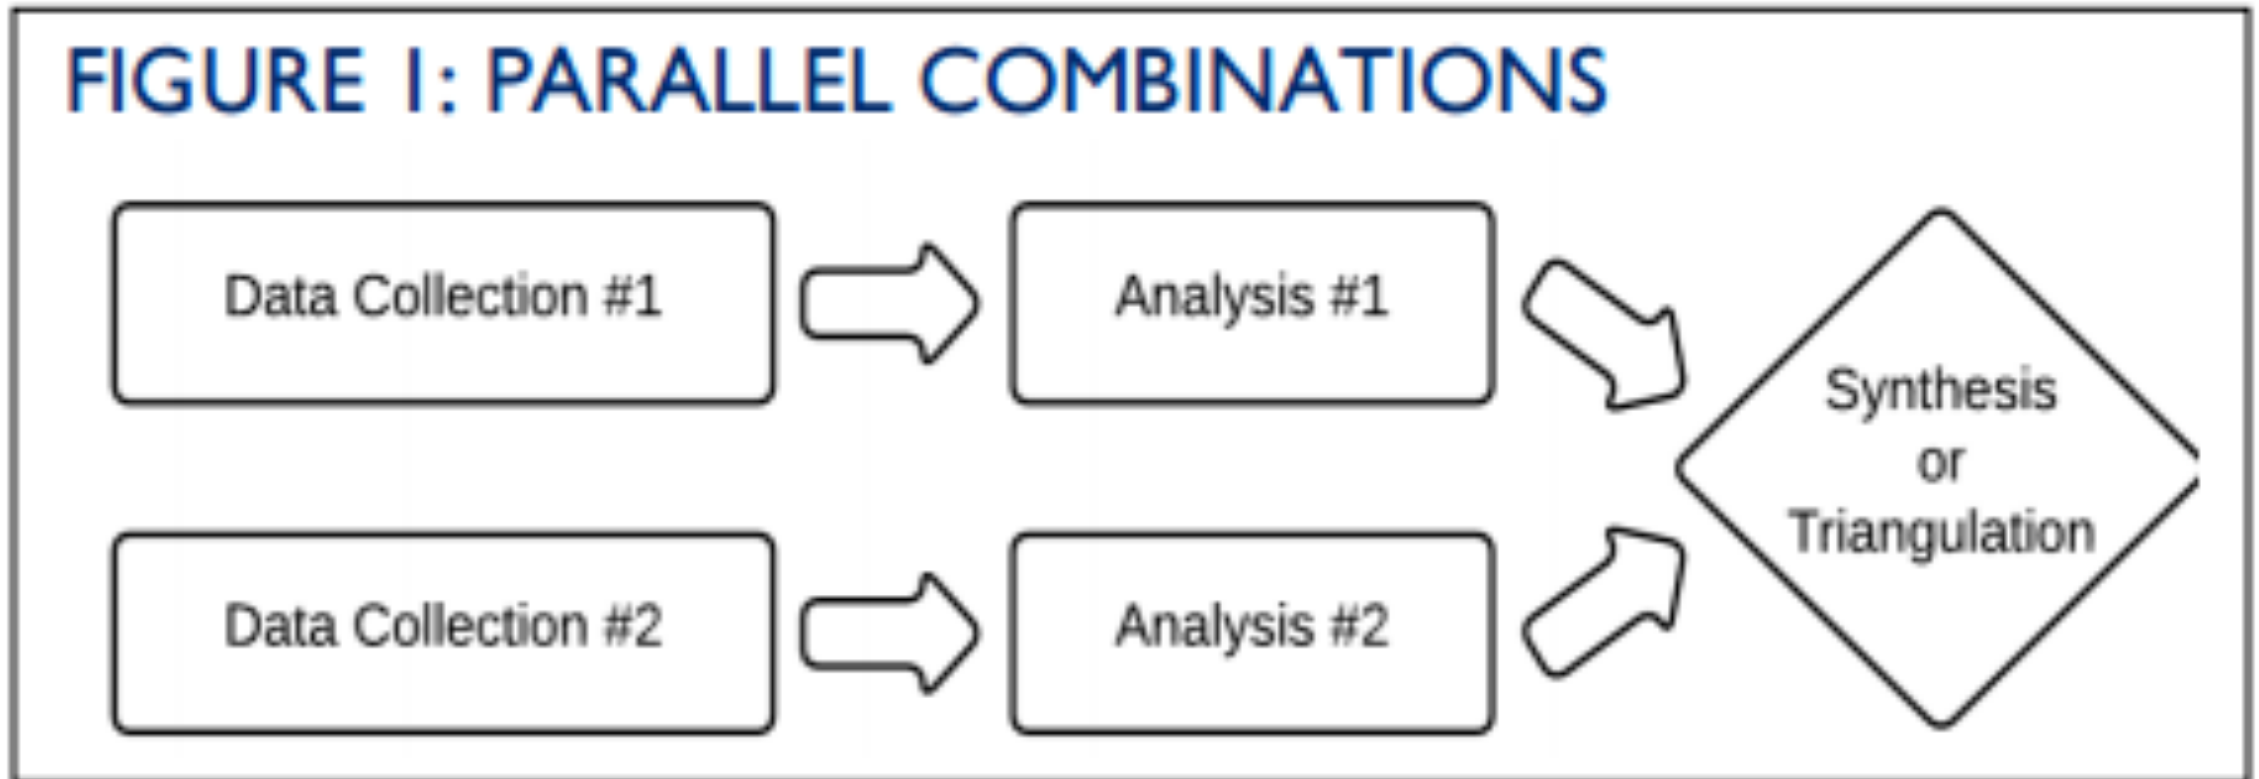 FIGURE 1: PARALLEL COMBINATIONS
Data Collection #1
Analysis #1
Synthesis
or
Triangulation
Data Collection #2
Analysis #2